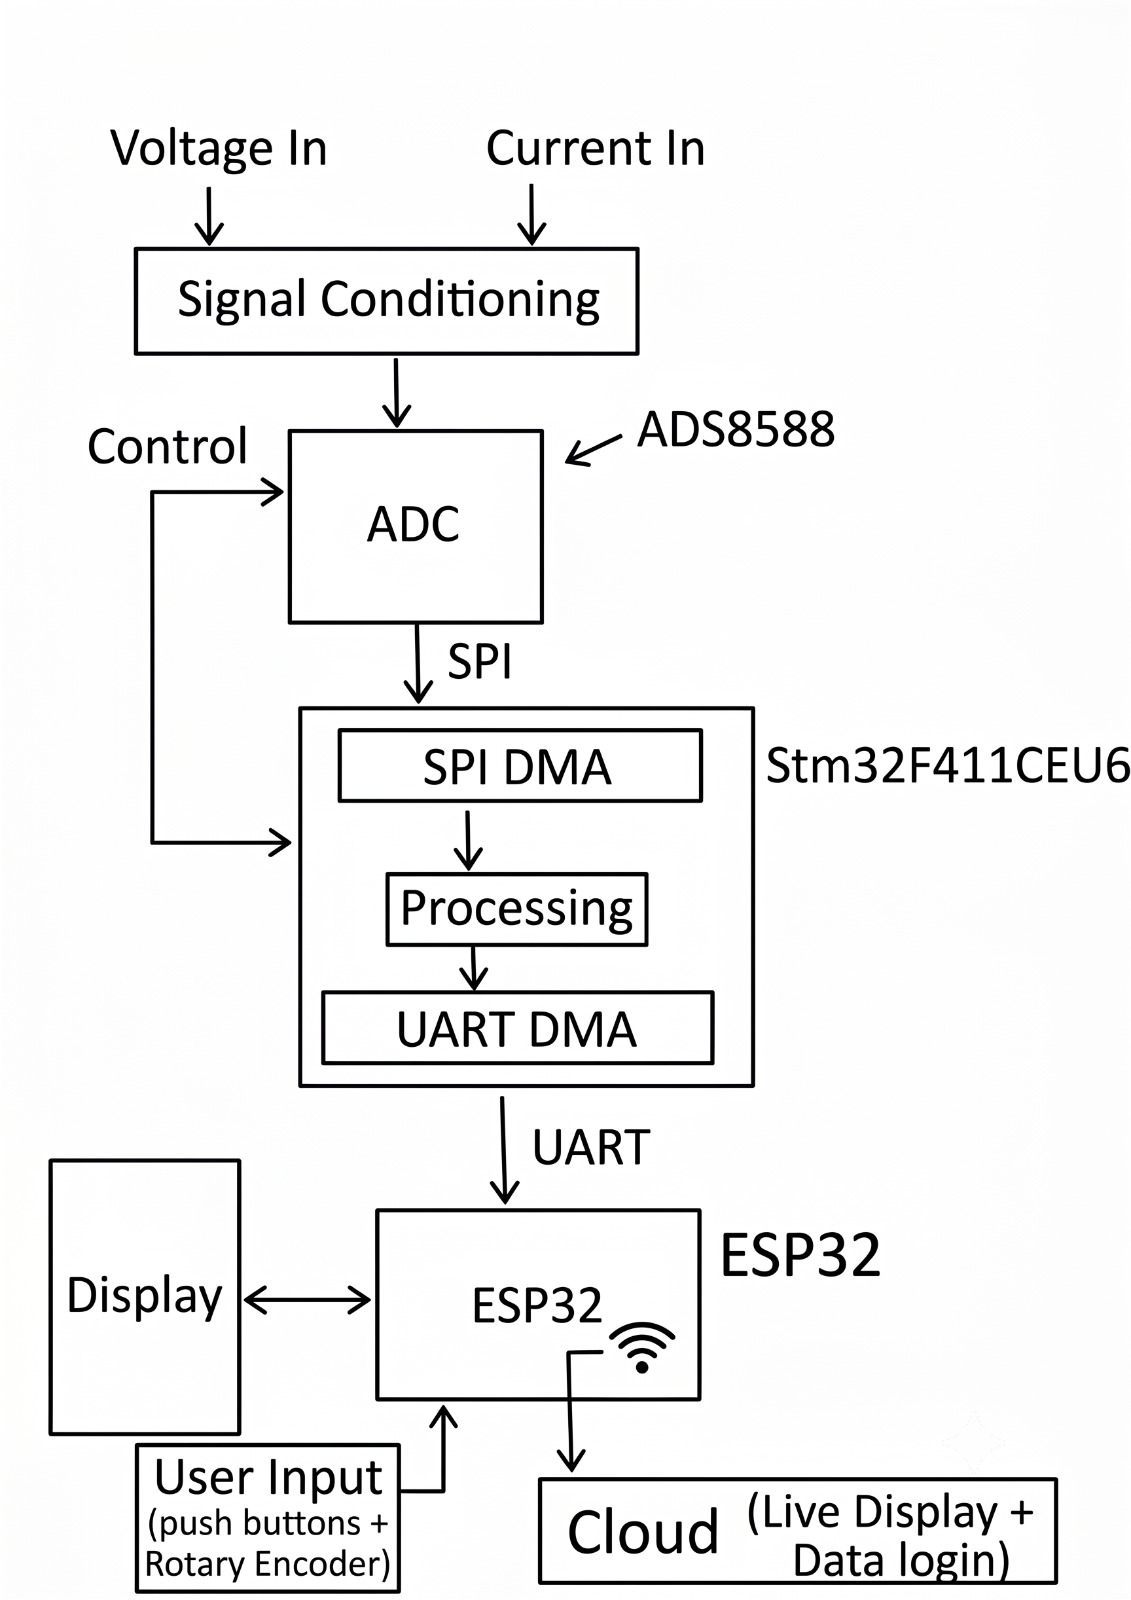 Voltage In
Current In
Signal Conditioning
Control
ADS8588
ADC
SPI
SPI DMA
Stm32F411CEU6
Processing
UART DMA
UART
Display
ESP32
ESP32
User Input
(push buttons +
Rotary Encoder)
Cloud
(Live Display +
Data login)